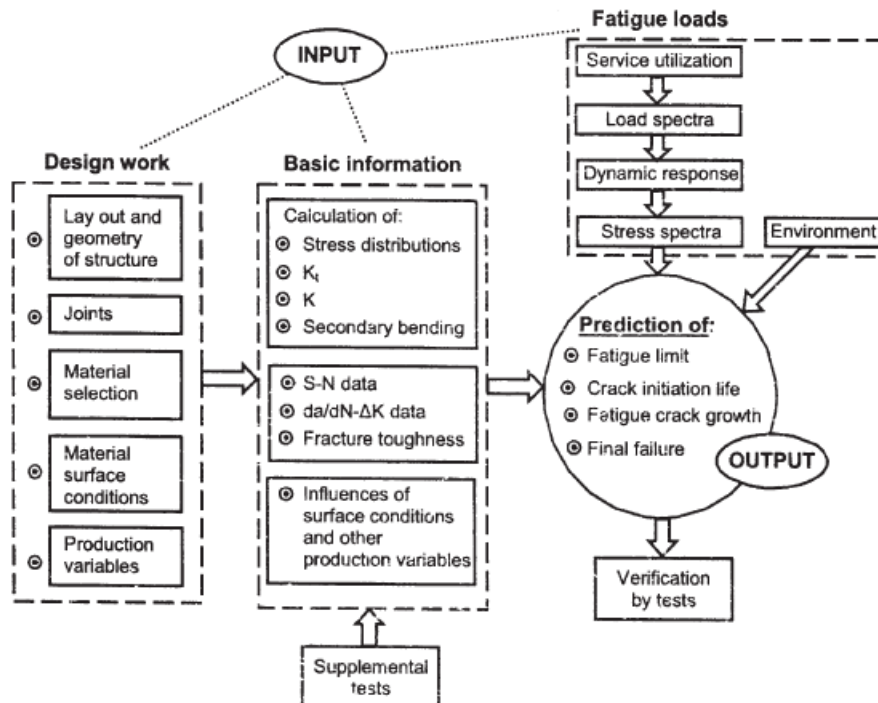 Fatigue loads
INPUT
Service utilization
Load spectra
Dynamic response
Stress spectra
Environment
Design work
Lay out and
geometry
of structure
Joints
Material
selection
Material
surface
conditions
Production
variables
Basic information
Calculation of:
Stress distributions
Kt
K
Secondary bending
S-N data
da/dN-ΔK data
Fracture toughness
Influences of
surface conditions
and other
production variables
Supplemental
tests
Prediction of:
Fatigue limit
Crack initiation life
Fatigue crack growth
Final failure
OUTPUT
Verification
by tests